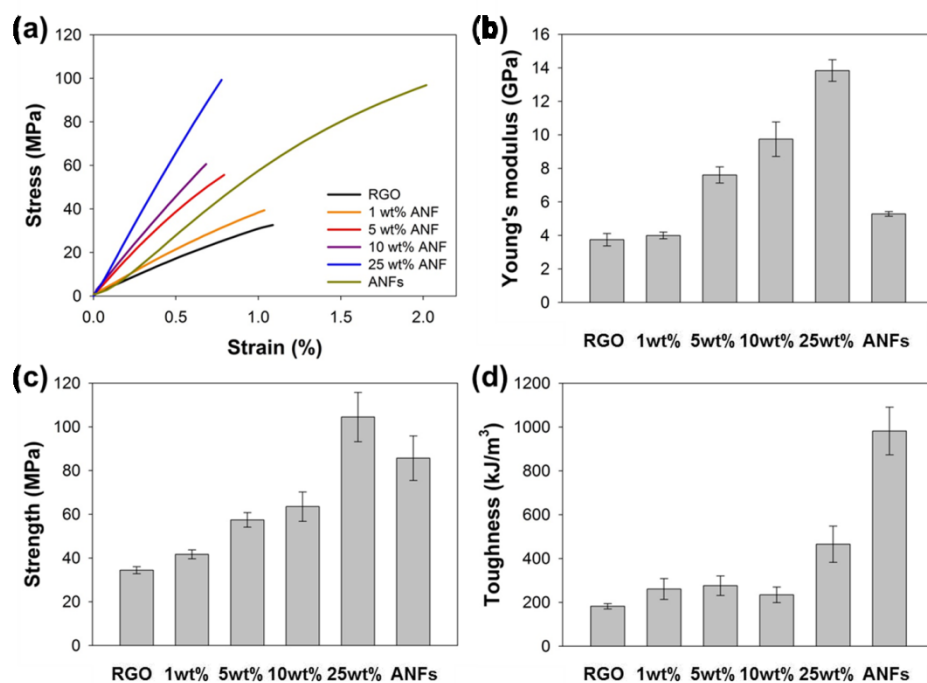 (a)
120
100
80
60
40
20
0
Stress (MPa)
RGO
1 wt% ANF
5 wt% ANF
10 wt% ANF
25 wt% ANF
ANFs
0.0 0.5 1.0 1.5 2.0
Strain (%)
(b)
16
14
12
10
8
6
4
2
0
Young's modulus (GPa)
RGO 1wt% 5wt% 10wt% 25wt% ANFs
(c)
120
100
80
60
40
20
0
Strength (MPa)
RGO 1wt% 5wt% 10wt% 25wt% ANFs
(d)
1200
1000
800
600
400
200
0
Toughness (kJ/m³)
RGO 1wt% 5wt% 10wt% 25wt% ANFs